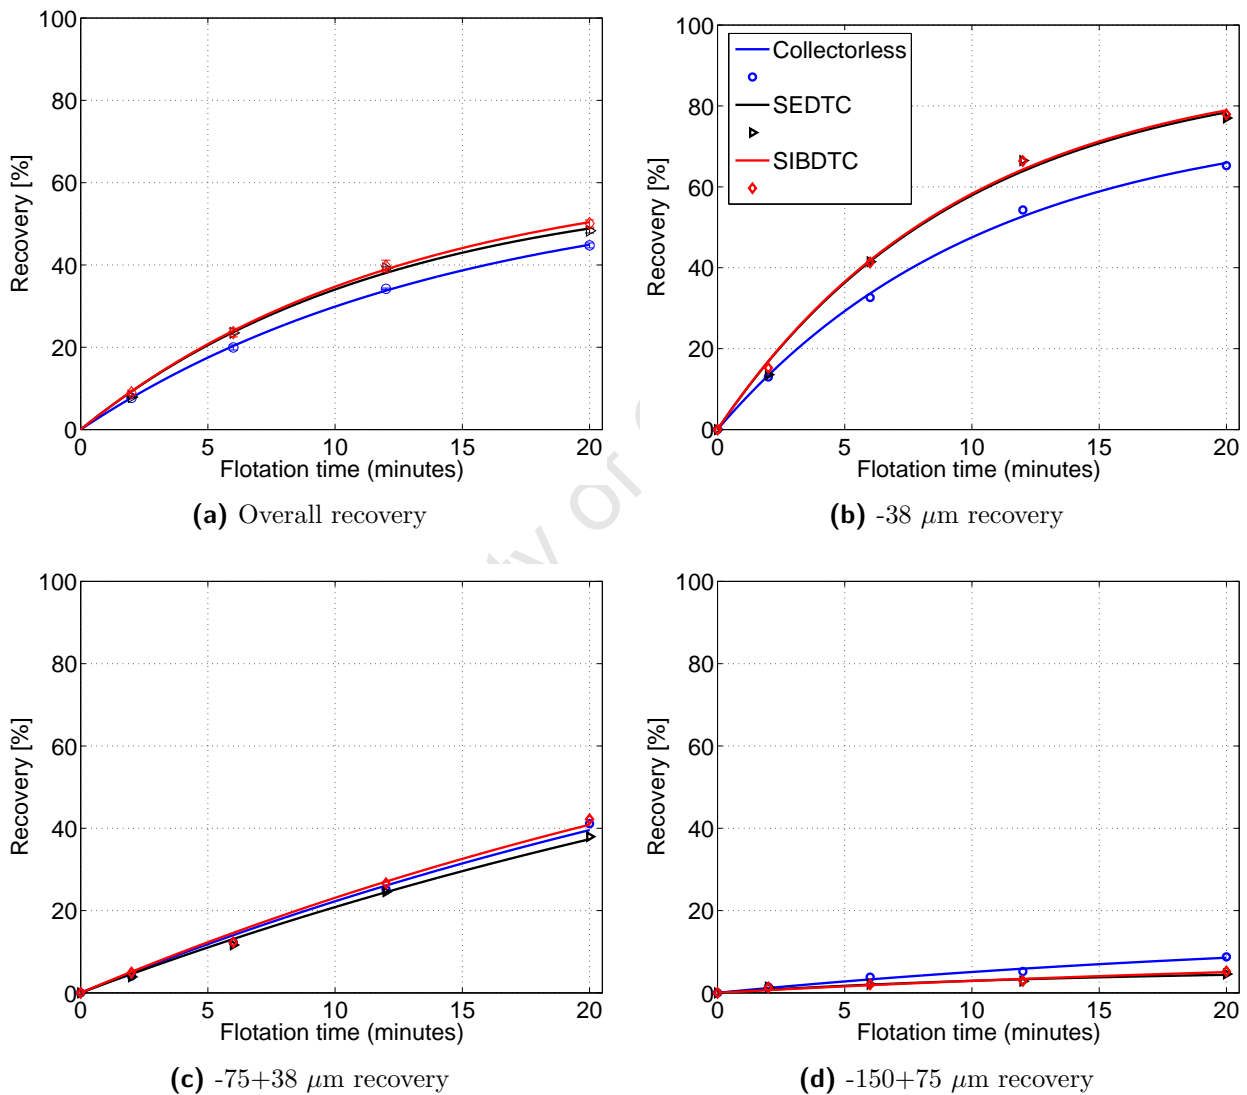 100
80
60
40
20
0
Recovery [%]
0 5 10 15 20
Flotation time (minutes)
(a) Overall recovery
100
80
60
40
20
0
Recovery [%]
Collectorless
SEDTC
SIBDTC
0 5 10 15 20
Flotation time (minutes)
(b) -38 μm recovery
ty of
100
80
60
40
20
0
Recovery [%]
0 5 10 15 20
Flotation time (minutes)
(c) -75+38 μm recovery
100
80
60
40
20
0
Recovery [%]
0 5 10 15 20
Flotation time (minutes)
(d) -150+75 μm recovery